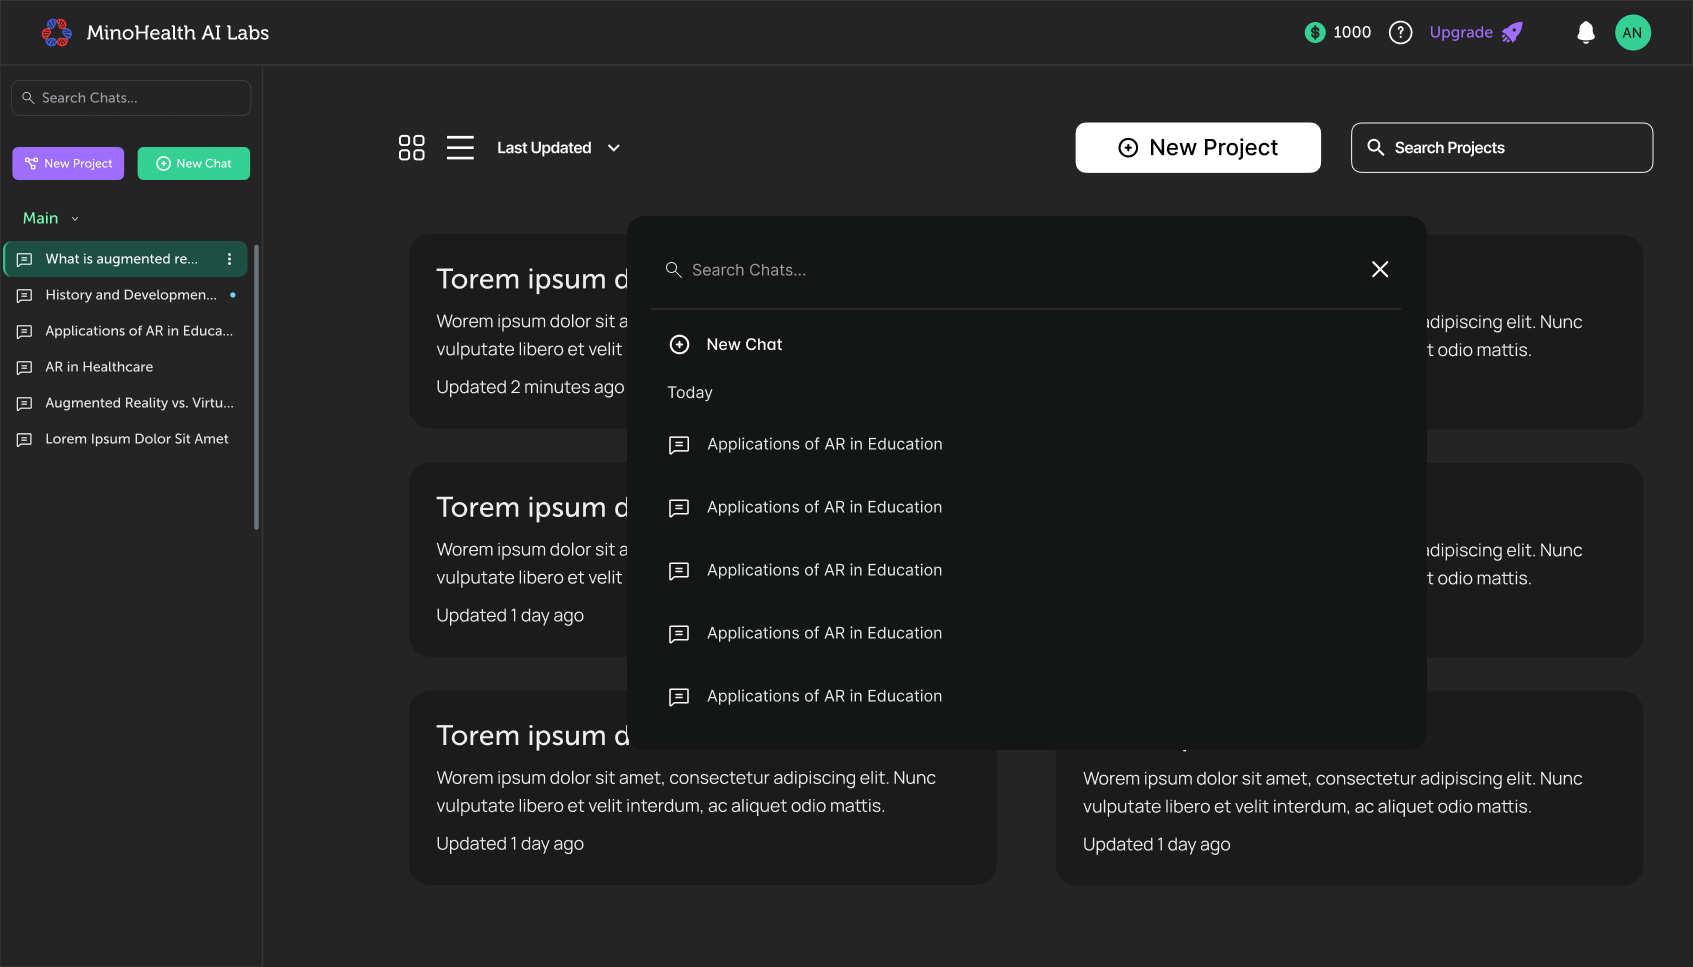 MinoHealth AI Labs
1000
?
Upgrade
AN
Search Chats...
New Project
New Chat
Main
What is augmented re...
History and Developmen...
Applications of AR in Educa...
AR in Healthcare
Augmented Reality vs. Virtu...
Lorem Ipsum Dolor Sit Amet
Last Updated
New Project
Search Projects
Torem ipsum d
Worem ipsum dolor sit a
vulputate libero et velit
Updated 2 minutes ago
adipiscing elit. Nunc
t odio mattis.
Torem ipsum d
Worem ipsum dolor sit a
vulputate libero et velit
Updated 1 day ago
adipiscing elit. Nunc
t odio mattis.
Torem ipsum d
Worem ipsum dolor sit amet, consectetur adipiscing elit. Nunc
vulputate libero et velit interdum, ac aliquet odio mattis.
Updated 1 day ago
Worem ipsum dolor sit amet, consectetur adipiscing elit. Nunc
vulputate libero et velit interdum, ac aliquet odio mattis.
Updated 1 day ago
Search Chats...
New Chat
Today
Applications of AR in Education
Applications of AR in Education
Applications of AR in Education
Applications of AR in Education
Applications of AR in Education